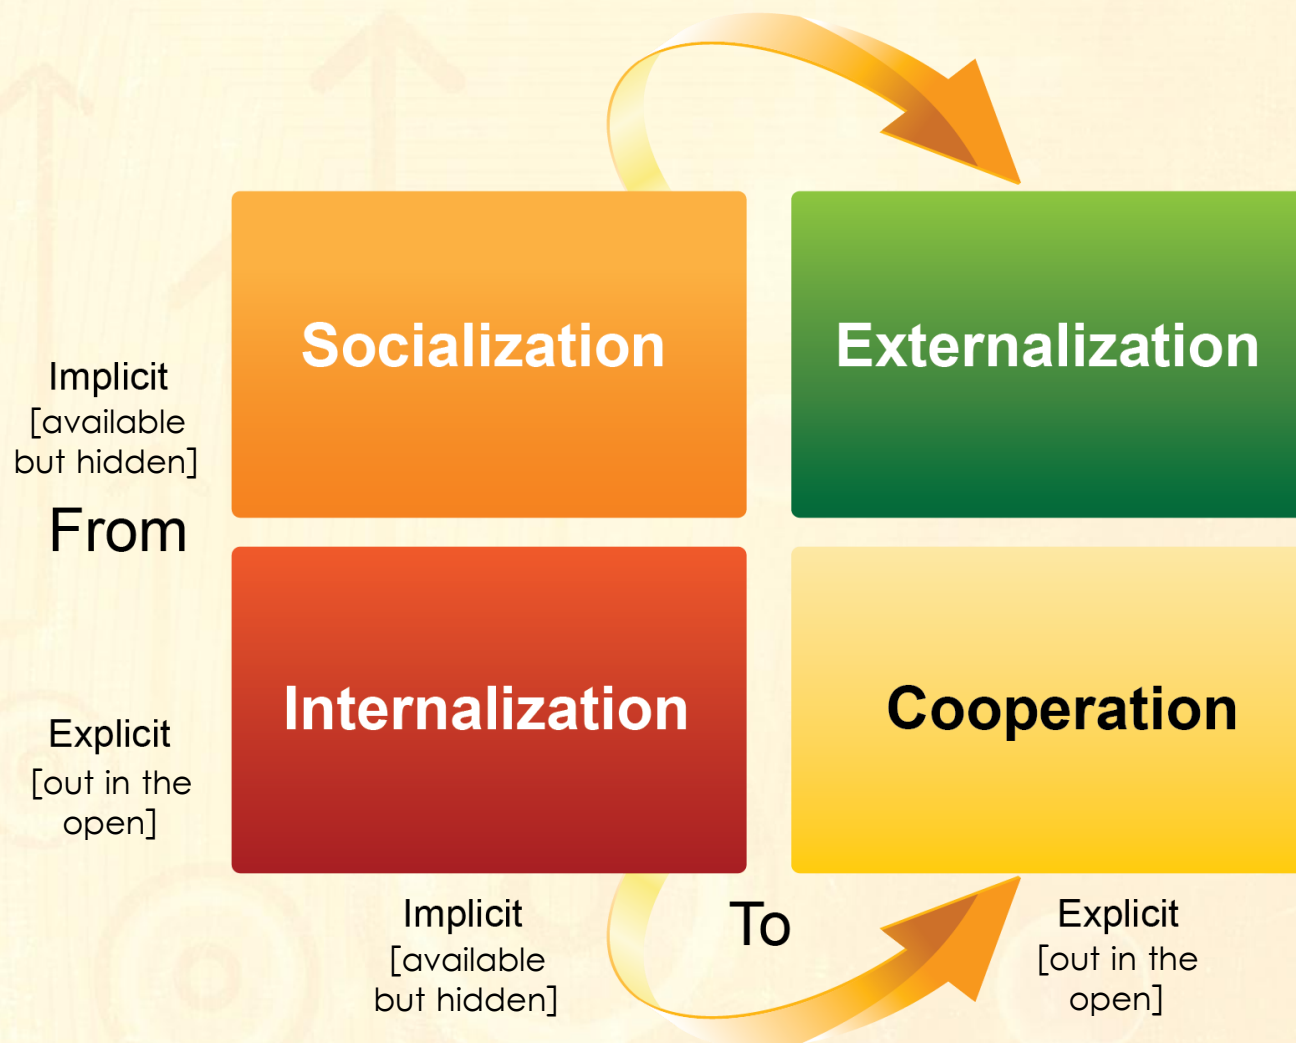 Socialization
Externalization
Implicit
[available
but hidden]
From
Internalization
Cooperation
Explicit
[out in the
open]
Implicit
[available
but hidden]
To
Explicit
[out in the
open]